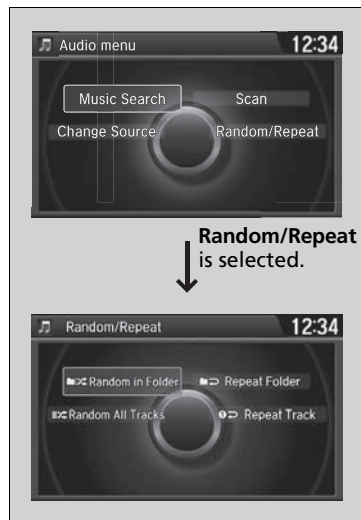 Audio menu 12:34
Music Search Scan
Change Source Random/Repeat
Random/Repeat
is selected.
Random/Repeat 12:34
Random in Folder Repeat Folder
Random All Tracks Repeat Track